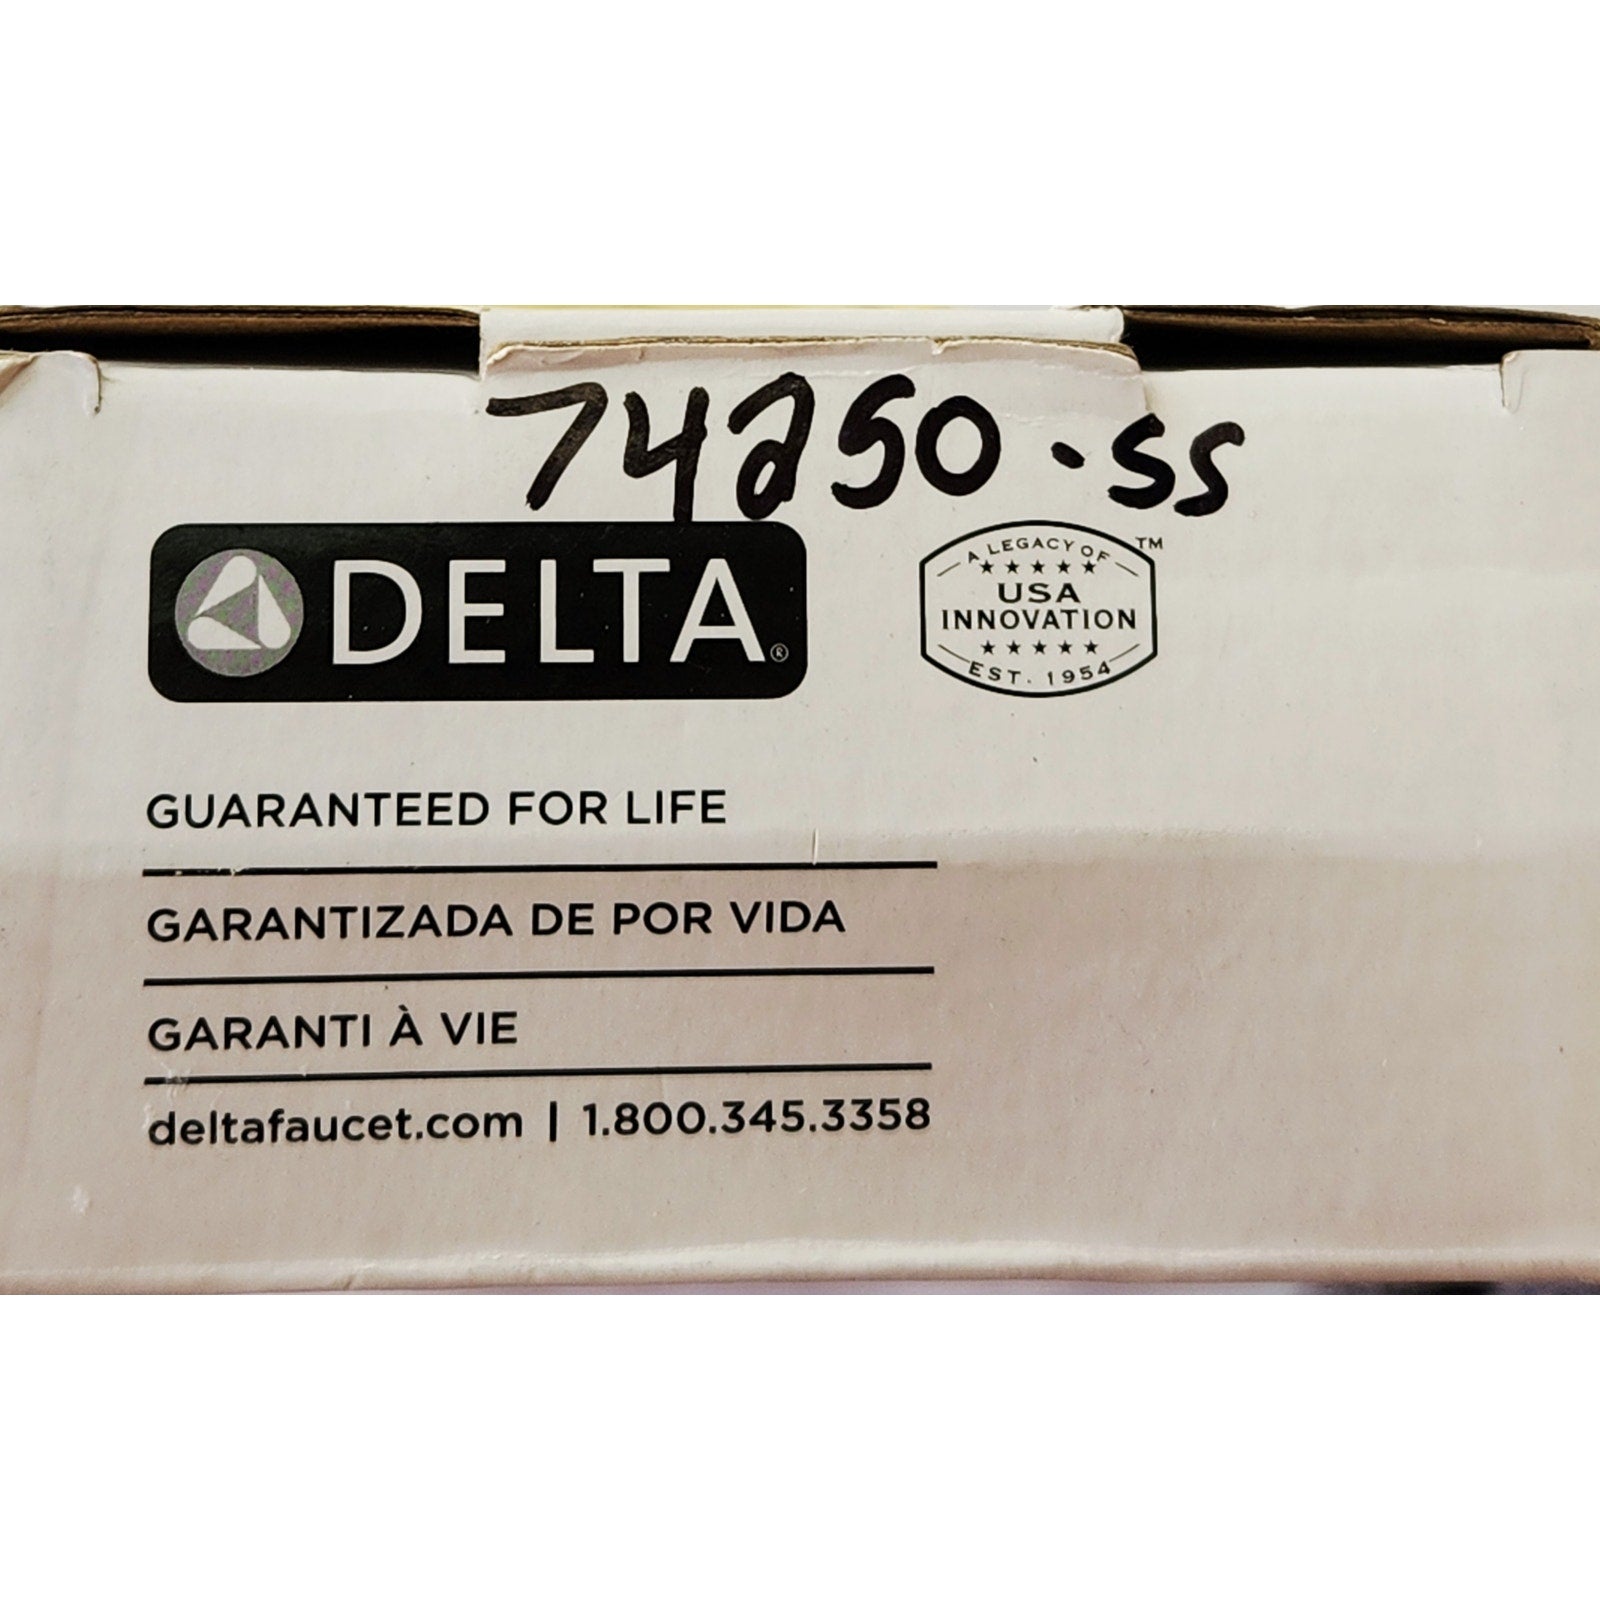 74250-SS
DELTA®
A LEGACY OF
USA
INNOVATION
EST. 1954
™
GUARANTEED FOR LIFE
GARANTIZADA DE POR VIDA
GARANTI À VIE
deltafaucet.com | 1.800.345.3358